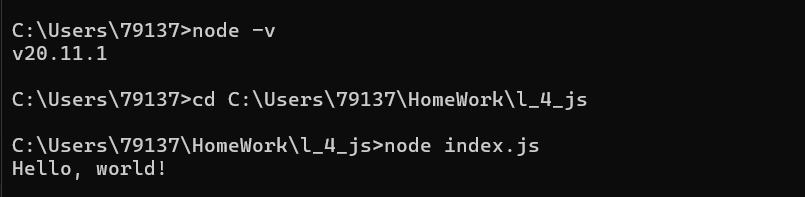 C:\Users\79137>node -v
v20.11.1
C:\Users\79137>cd C:\Users\79137\HomeWork\l_4_js
C:\Users\79137\HomeWork\l_4_js>node index.js
Hello, world!